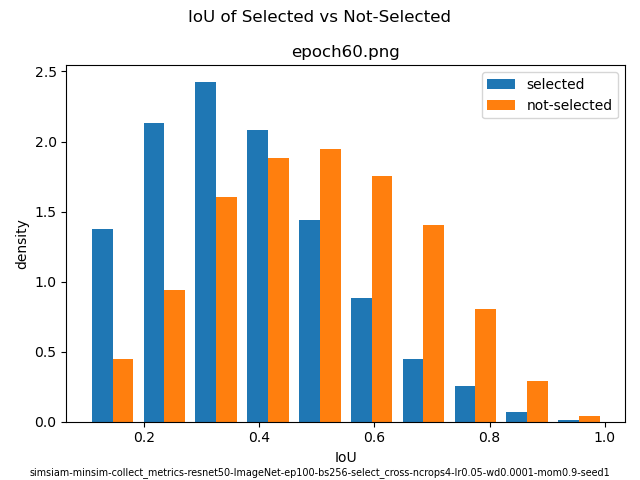 IoU of Selected vs Not-Selected
epoch60.png
selected
not-selected
density
2.5
2.0
1.5
1.0
0.5
0.0
0.2 0.4 0.6 0.8 1.0
IoU
simsiam-minsim-collect_metrics-resnet50-ImageNet-ep100-bs256-select_cross-ncrops4-lr0.05-wd0.0001-mom0.9-seed1